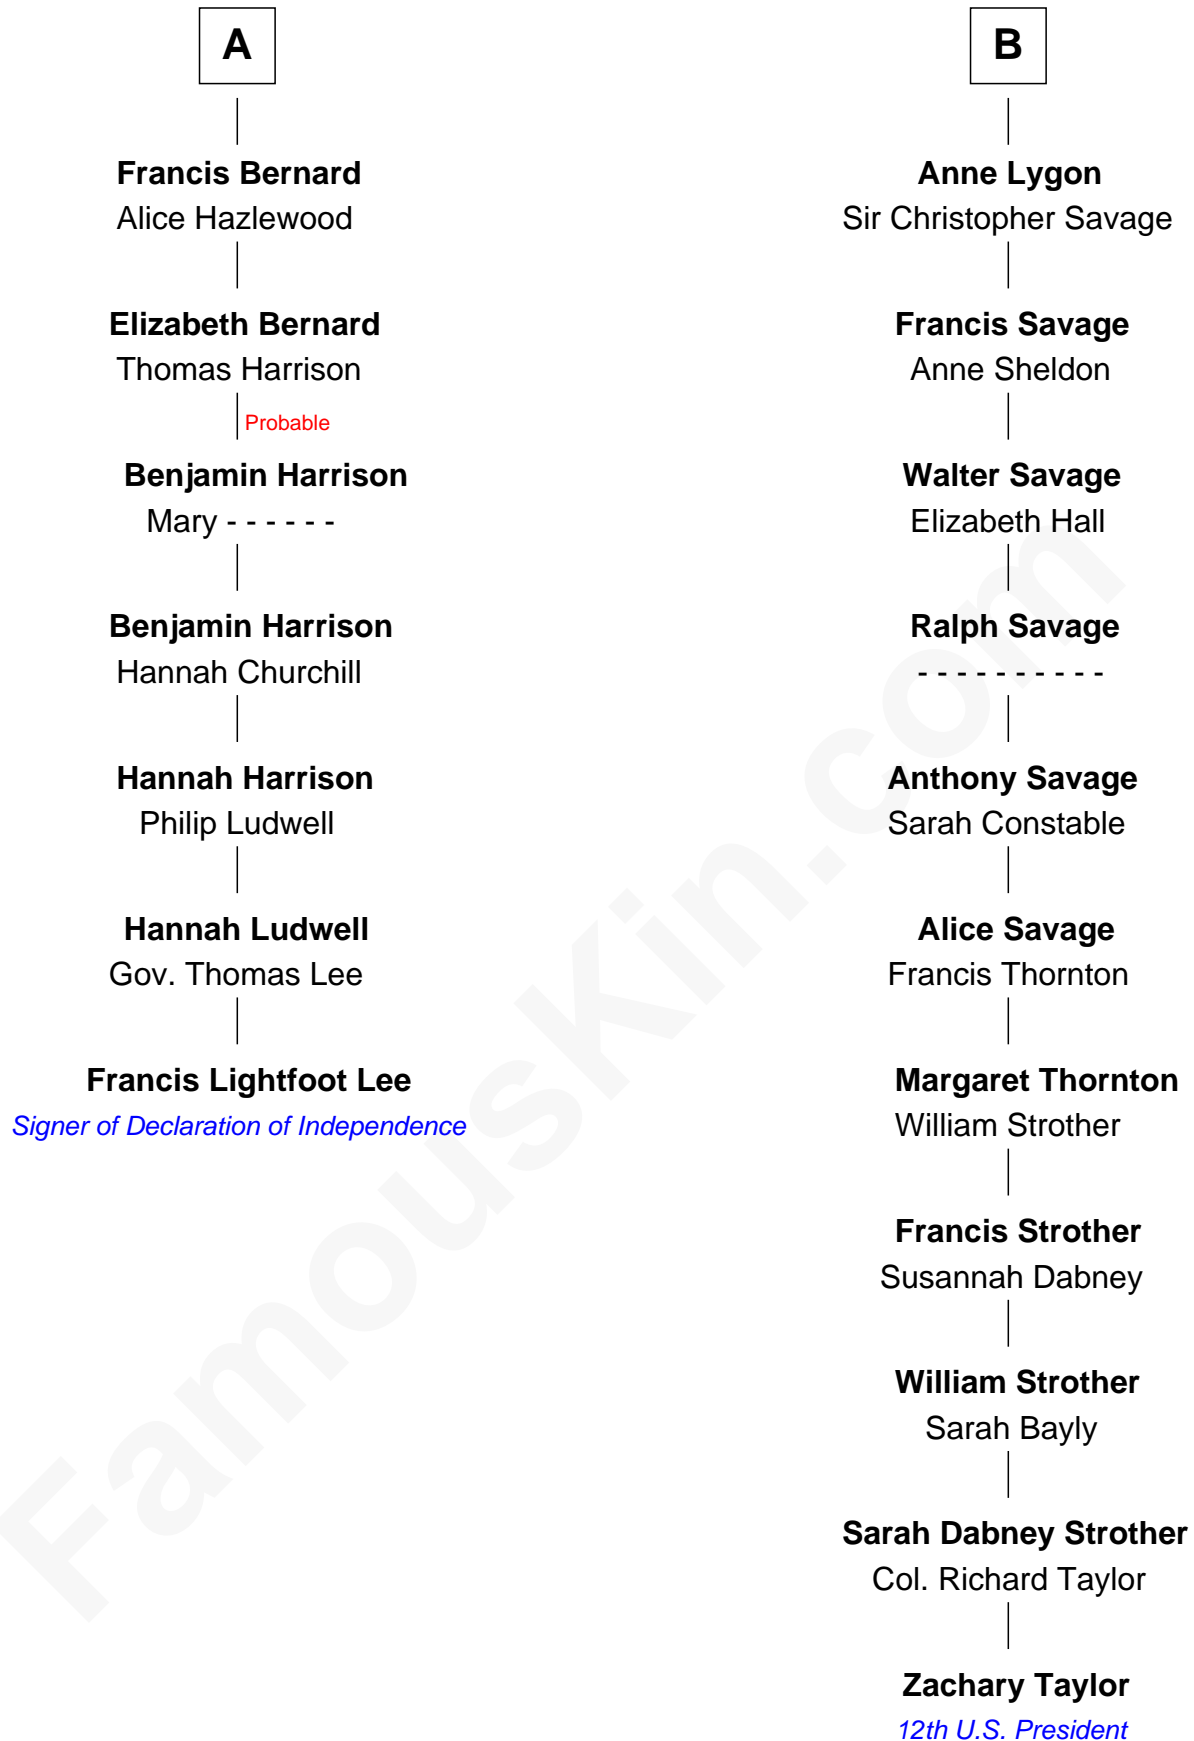 A
Francis Bernard
Alice Hazlewood
Elizabeth Bernard
Thomas Harrison
Probable
Benjamin Harrison
Mary - - - - - -
Benjamin Harrison
Hannah Churchill
Hannah Harrison
Philip Ludwell
Hannah Ludwell
Gov. Thomas Lee
Francis Lightfoot Lee
Signer of Declaration of Independence
B
Anne Lygon
Sir Christopher Savage
Francis Savage
Anne Sheldon
Walter Savage
Elizabeth Hall
Ralph Savage
- - - - - - - - - -
Anthony Savage
Sarah Constable
Alice Savage
Francis Thornton
Margaret Thornton
William Strother
Francis Strother
Susannah Dabney
William Strother
Sarah Bayly
Sarah Dabney Strother
Col. Richard Taylor
Zachary Taylor
12th U.S. President
FamousKin.com